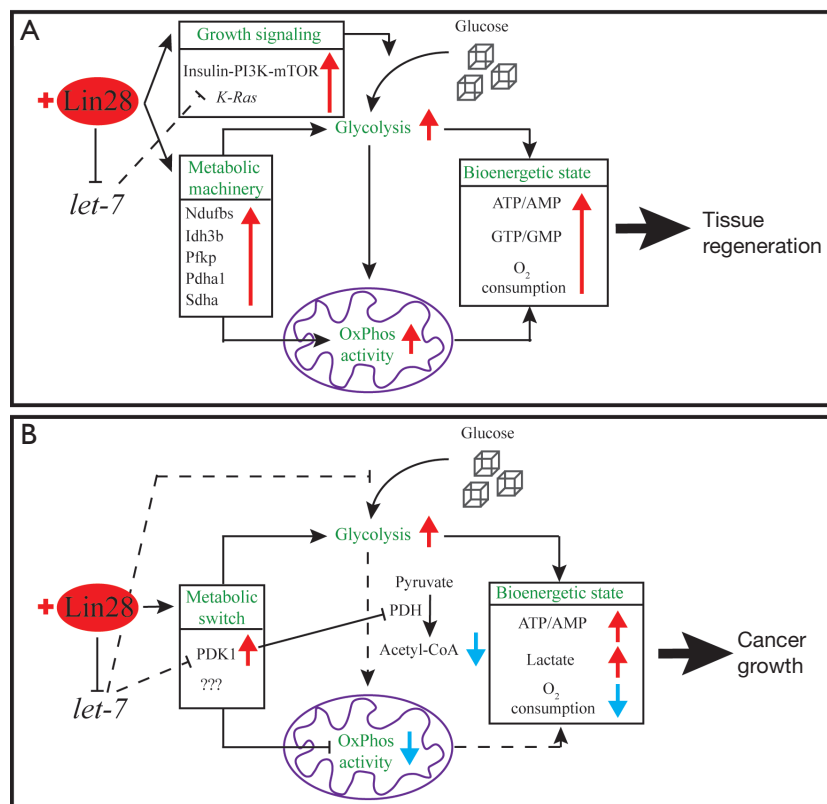 A
Growth signaling
Insulin-PI3K-mTOR
K-Ras
Glucose
+ Lin28
let-7
Glycolysis
Metabolic
machinery
Ndufbs
Idh3b
Pfkp
Pdha1
Sdha
Bioenergetic state
ATP/AMP
GTP/GMP
O2
consumption
Tissue
regeneration
OxPhos
activity
B
Glucose
Glycolysis
+ Lin28
let-7
Metabolic
switch
PDK1
???
Pyruvate
PDH
Acetyl-CoA
Bioenergetic state
ATP/AMP
Lactate
O2
consumption
Cancer
growth
OxPhos
activity